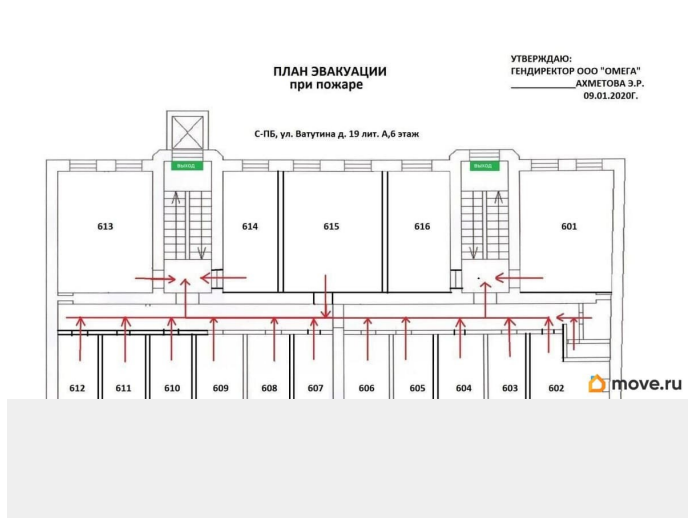 УТВЕРЖДАЮ:
ПЛАН ЭВАКУАЦИИ
ГЕНДИРЕКТОР ООО "ОМЕГА"
при пожаре
____________АХМЕТОВА Э.Р.
09.01.2020Г.
С-ПБ, ул. Ватутина д. 19 лит. А,6 этаж
ВЫХОД ВЫХОД
613 614 615 616 601
612 611 610 609 608 607 606 605 604 603 602
move.ru